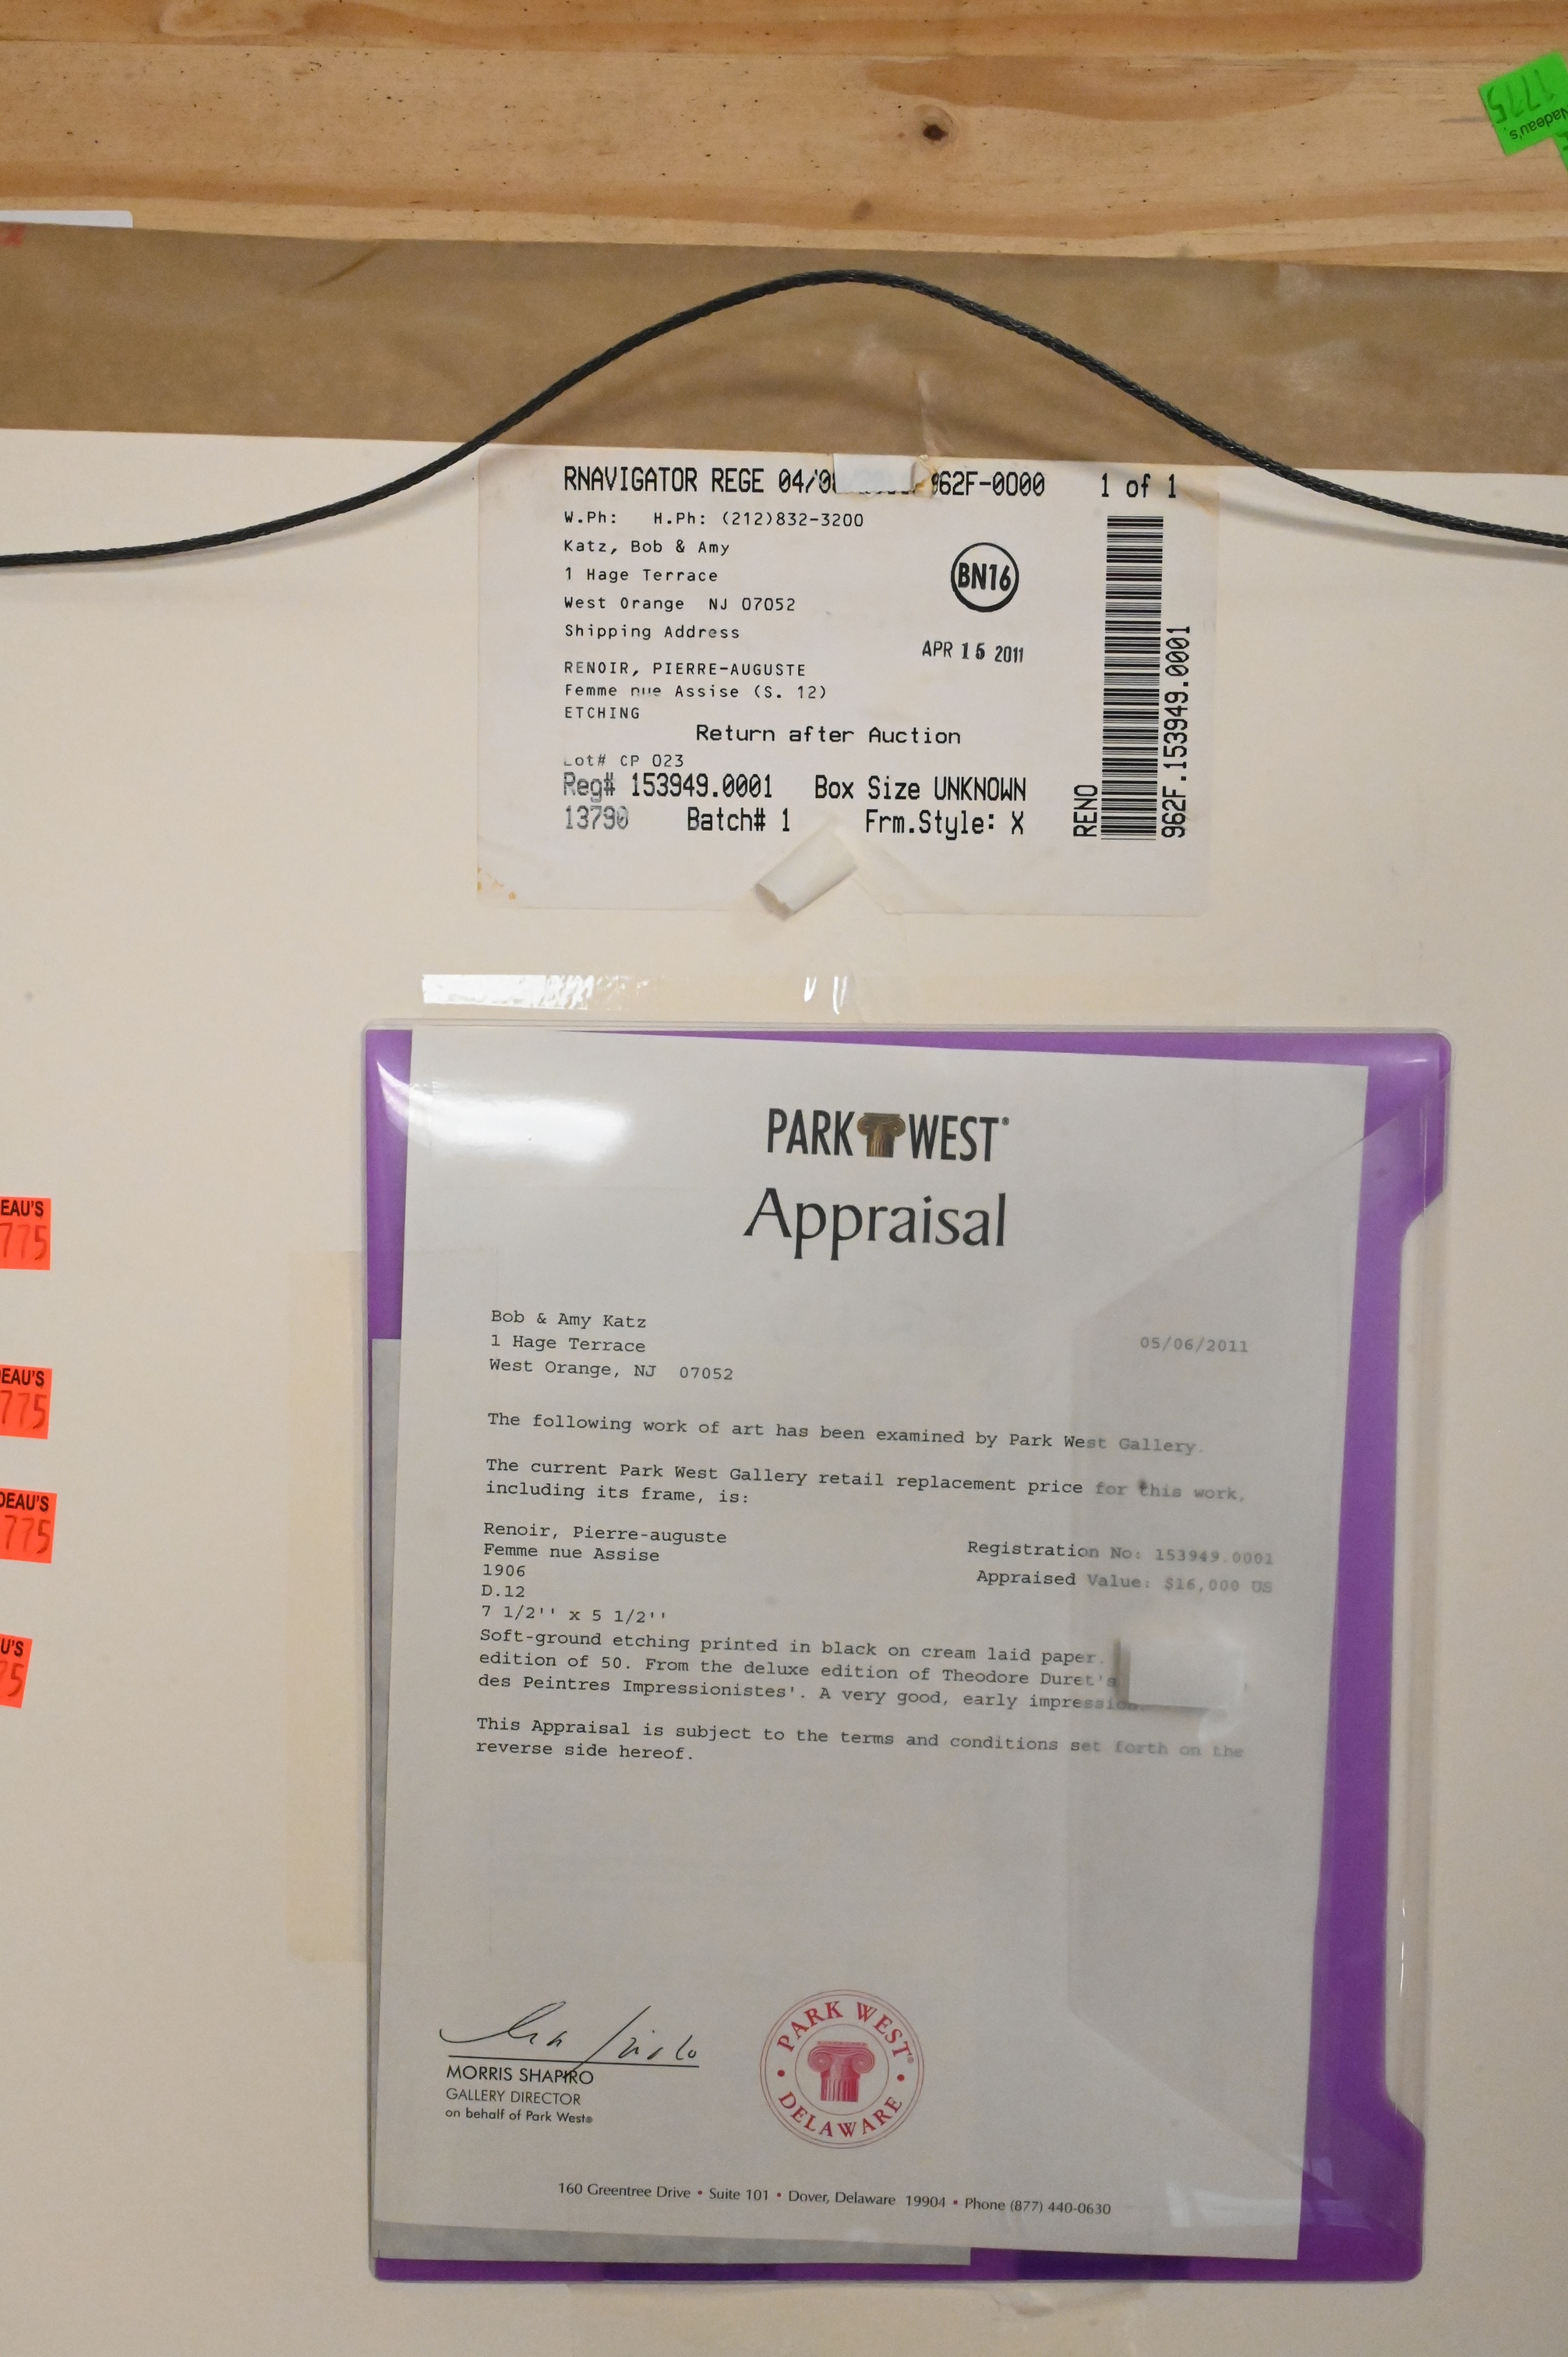 Nadeau's
1775
RNAVIGATOR REGE 04/0 962F-0000 1 of 1
W.Ph: H.Ph: (212)832-3200
Katz, Bob & Amy
1 Hage Terrace
West Orange NJ 07052
Shipping Address
BN16
APR 15 2011
RENOIR, PIERRE-AUGUSTE
Femme nue Assise (S. 12)
ETCHING
Return after Auction
Lot# CP 023
Reg# 153949.0001 Box Size UNKNOWN
13790 Batch# 1 Frm.Style: X
RENO
962F.153949.0001
PARK WEST®
Appraisal
Bob & Amy Katz
1 Hage Terrace
West Orange, NJ 07052
05/06/2011
The following work of art has been examined by Park West Gallery.
The current Park West Gallery retail replacement price for this work,
including its frame, is:
Renoir, Pierre-auguste
Femme nue Assise
1906
D.12
7 1/2'' x 5 1/2''
Registration No: 153949.0001
Appraised Value: $16,000 US
Soft-ground etching printed in black on cream laid paper.
edition of 50. From the deluxe edition of Theodore Duret's
des Peintres Impressionistes'. A very good, early impression.
This Appraisal is subject to the terms and conditions set forth on the
reverse side hereof.
MORRIS SHAPIRO
GALLERY DIRECTOR
on behalf of Park West®
PARK WEST®
DELAWARE
160 Greentree Drive • Suite 101 • Dover, Delaware 19904 • Phone (877) 440-0630
EAU'S
775
DEAU'S
775
DEAU'S
775
U'S
75